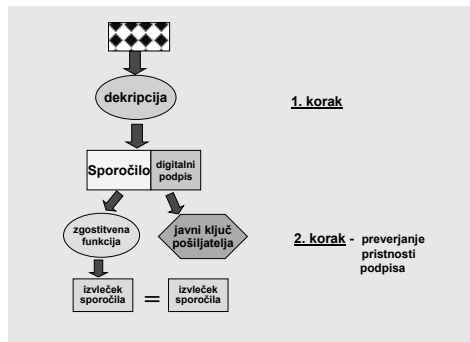 dekripcija
1. korak
Sporočilo
digitalni
podpis
zgostitvena
funkcija
javni ključ
pošiljatelja
2. korak - preverjanje
pristnosti
podpisa
izvleček
sporočila
=
izvleček
sporočila